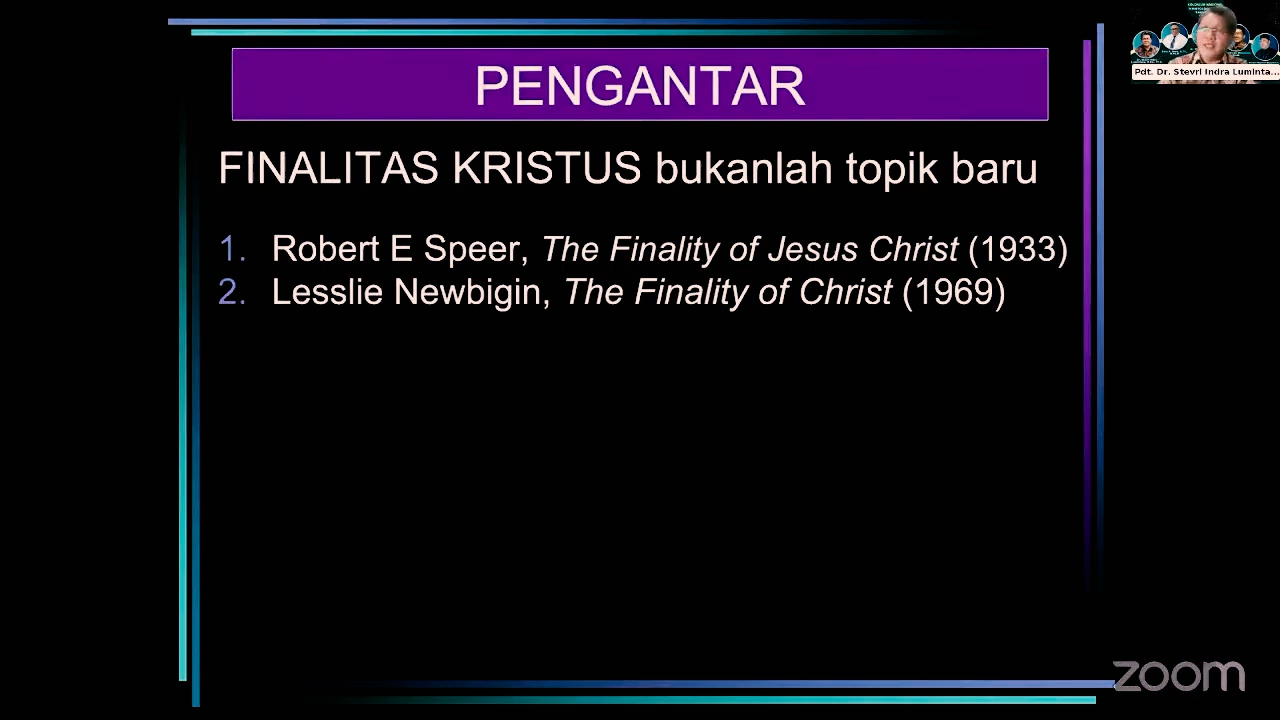 PENGANTAR
FINALITAS KRISTUS bukanlah topik baru
1. Robert E Speer, The Finality of Jesus Christ (1933)
2. Lesslie Newbigin, The Finality of Christ (1969)
Pdt. Dr. Stevri Indra Luminta...
zoom